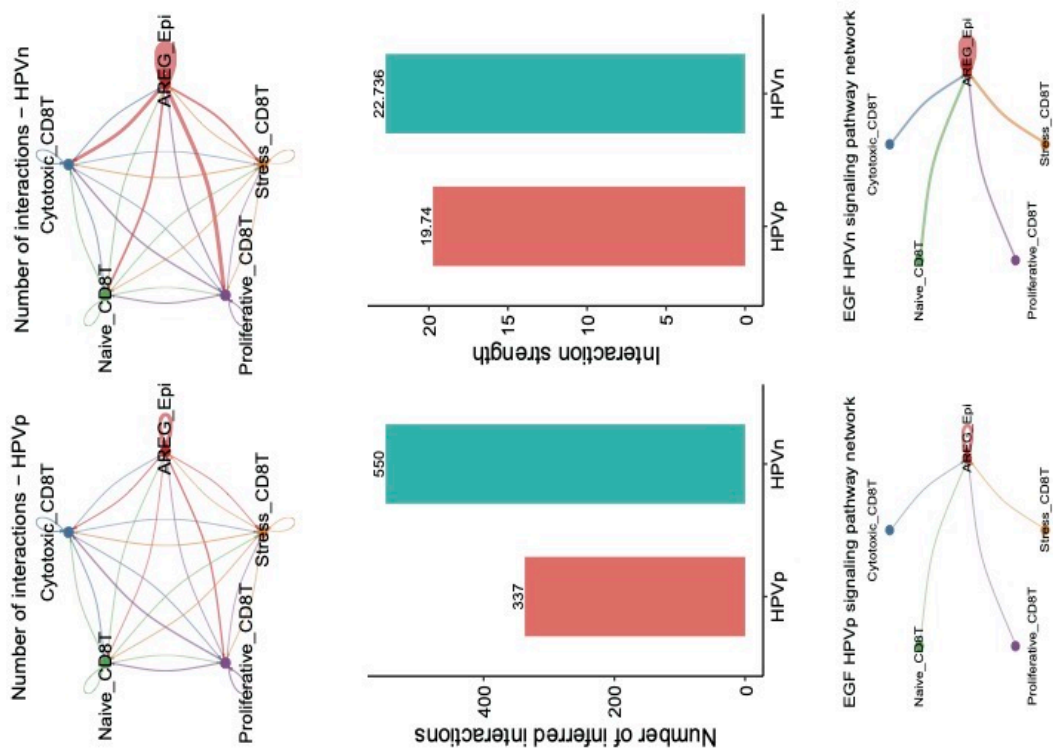 Number of interactions − HPVp
Cytotoxic_CD8T
Naive_CD8T
AREG_Epi
Proliferative_CD8T
Stress_CD8T
Number of interactions − HPVn
Cytotoxic_CD8T
Naive_CD8T
AREG_Epi
Proliferative_CD8T
Stress_CD8T
Number of inferred interactions
400
200
0
337
550
HPVp
HPVn
Interaction strength
20
15
10
5
0
19.74
22.736
HPVp
HPVn
EGF HPVp signaling pathway network
Cytotoxic_CD8T
Naive_CD8T
AREG_Epi
Proliferative_CD8T
Stress_CD8T
EGF HPVn signaling pathway network
Cytotoxic_CD8T
Naive_CD8T
AREG_Epi
Proliferative_CD8T
Stress_CD8T